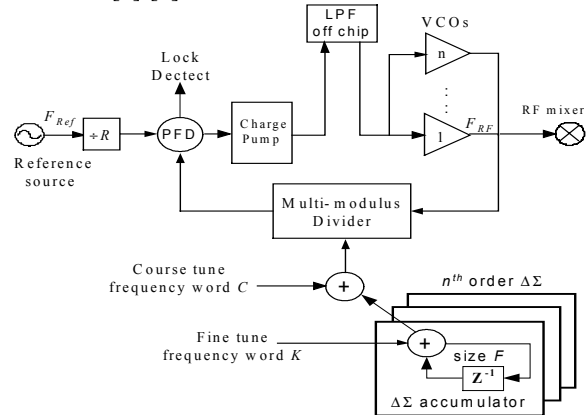 LPF
off chip
VCOs
n
Lock
Dectect
F_Ref
÷R
PFD
Charge
Pump
1
F_RF
RF mixer
Reference
source
Multi-modulus
Divider
Course tune
frequency word C
+
n^th order ΔΣ
Fine tune
frequency word K
+
size F
Z^-1
ΔΣ accumulator